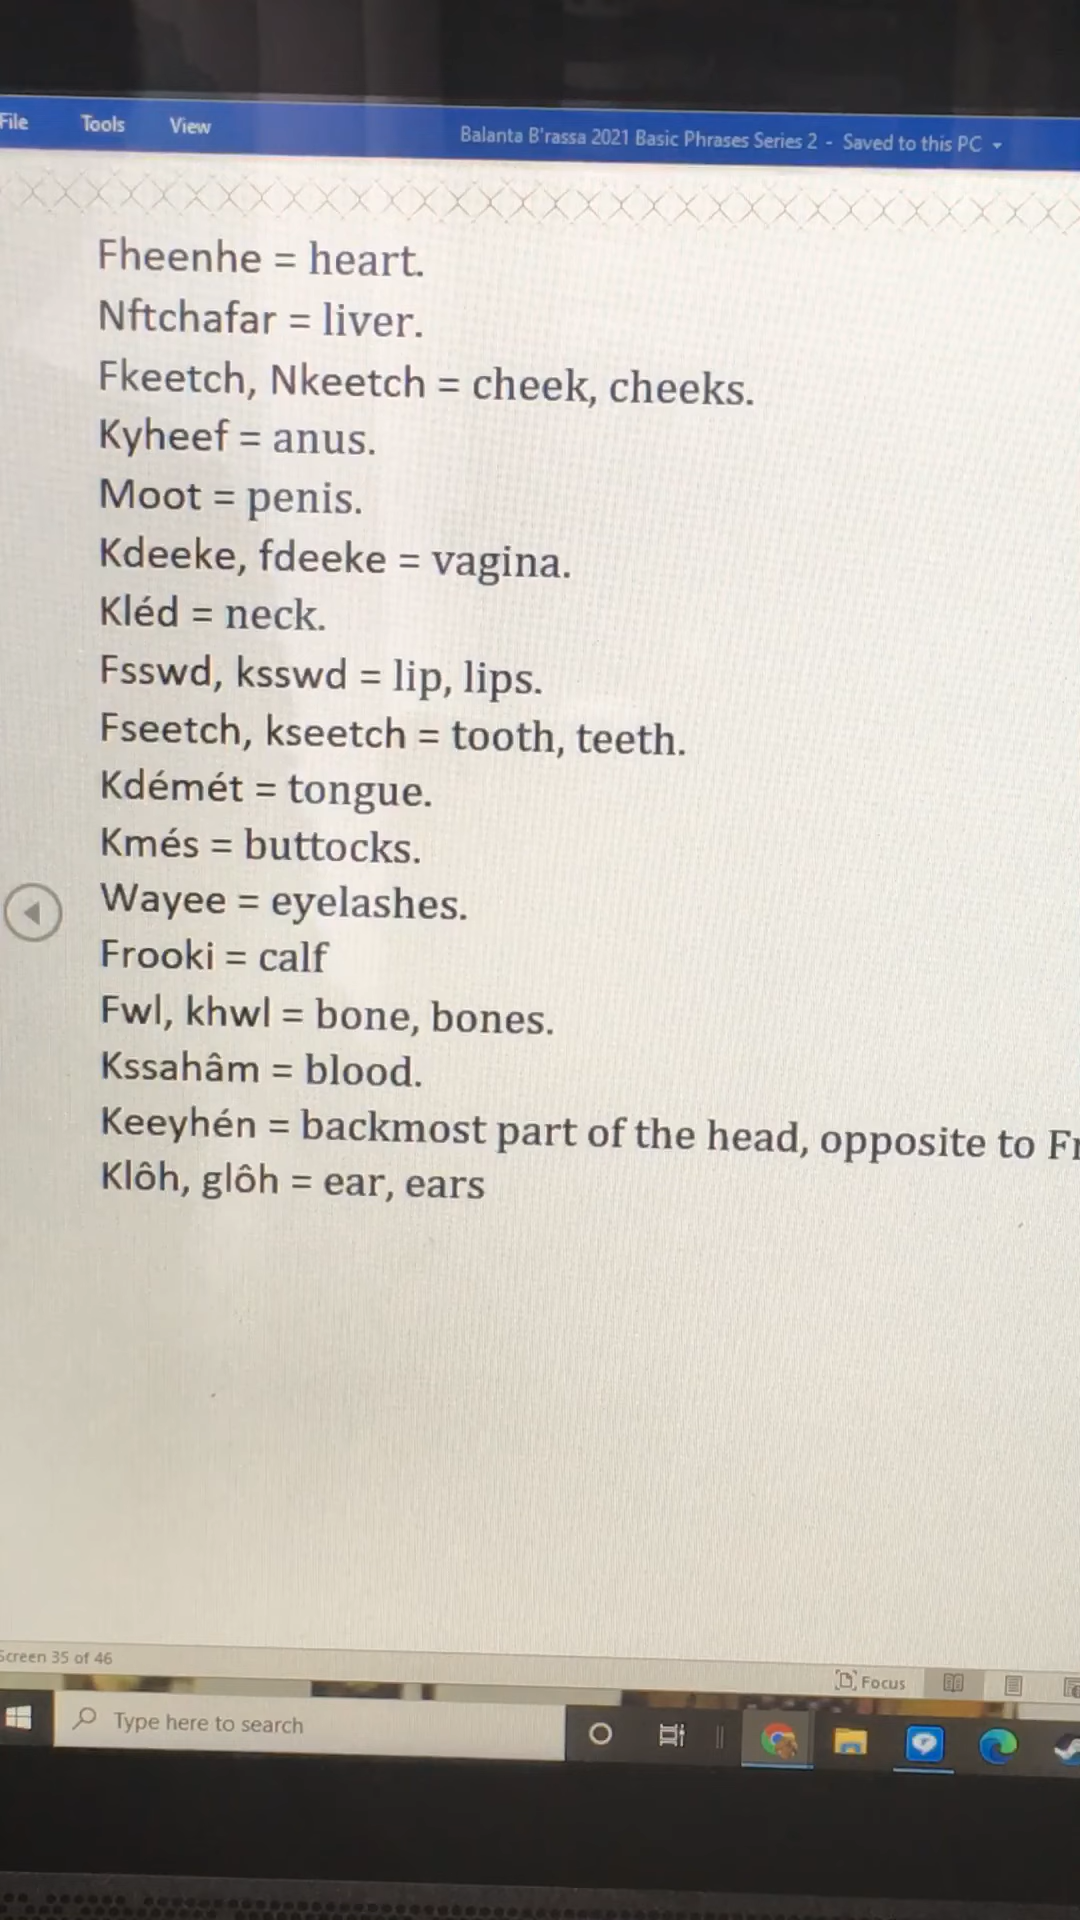 File Tools View Balanta B'rassa 2021 Basic Phrases Series 2 - Saved to this PC
Fheenhe = heart.
Nftchafar = liver.
Fkeetch, Nkeetch = cheek, cheeks.
Kyheef = anus.
Moot = penis.
Kdeeke, fdeeke = vagina.
Kléd = neck.
Fsswd, ksswd = lip, lips.
Fseetch, kseetch = tooth, teeth.
Kdémét = tongue.
Kmés = buttocks.
Wayee = eyelashes.
Frooki = calf
Fwl, khwl = bone, bones.
Kssahâm = blood.
Keeyhén = backmost part of the head, opposite to
Klôh, glôh = ear, ears
Screen 35 of 46
Focus
Type here to search